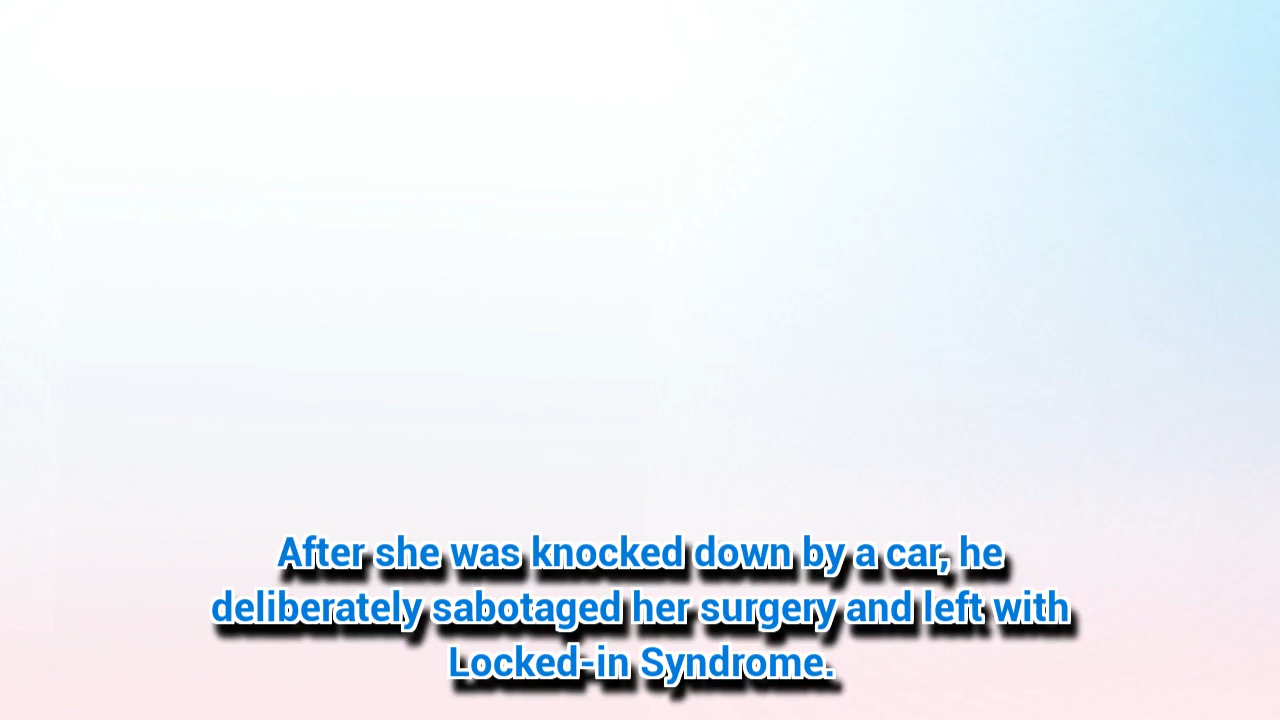 After she was knocked down by a car, he
deliberately sabotaged her surgery and left with
Locked-in Syndrome.